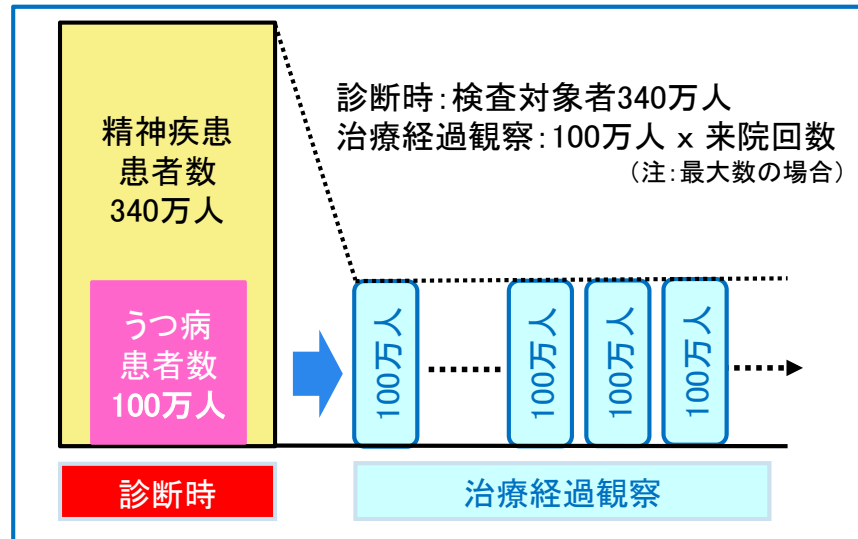 診断時：検査対象者340万人
治療経過観察：100万人 x 来院回数
（注：最大数の場合）
精神疾患
患者数
340万人
うつ病
患者数
100万人
100万人
100万人
100万人
100万人
診断時
治療経過観察